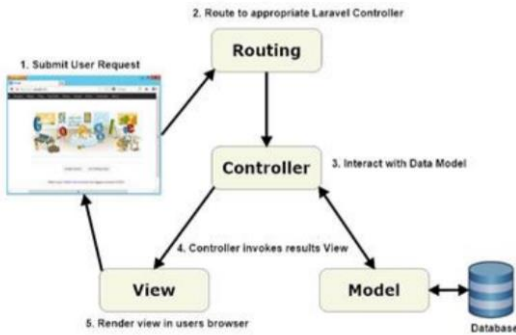 2. Route to appropriate Laravel Controller
1. Submit User Request
Routing
Controller
3. Interact with Data Model
4. Controller invokes results View
View
Model
5. Render view in users browser
Database